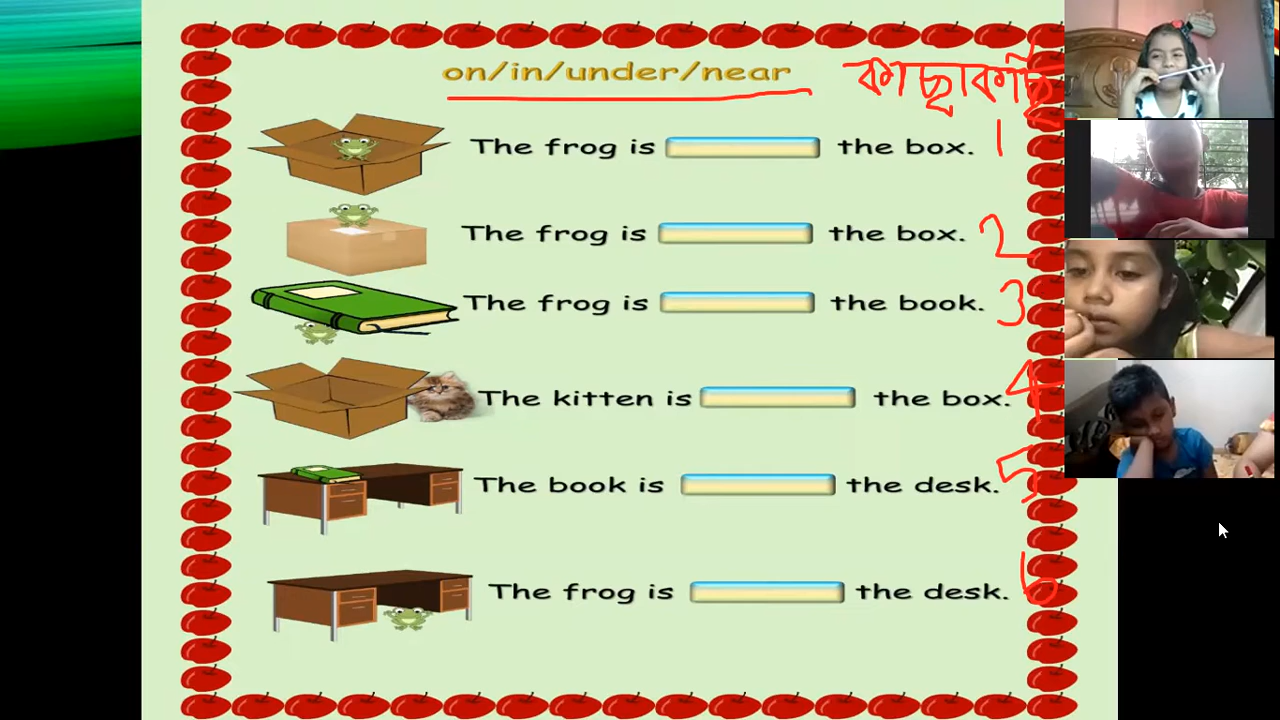 on/in/under/near কাছাকাছি
The frog is the box. 1
The frog is the box. 2
The frog is the book. 3
The kitten is the box. 4
The book is the desk. 5
The frog is the desk. 6